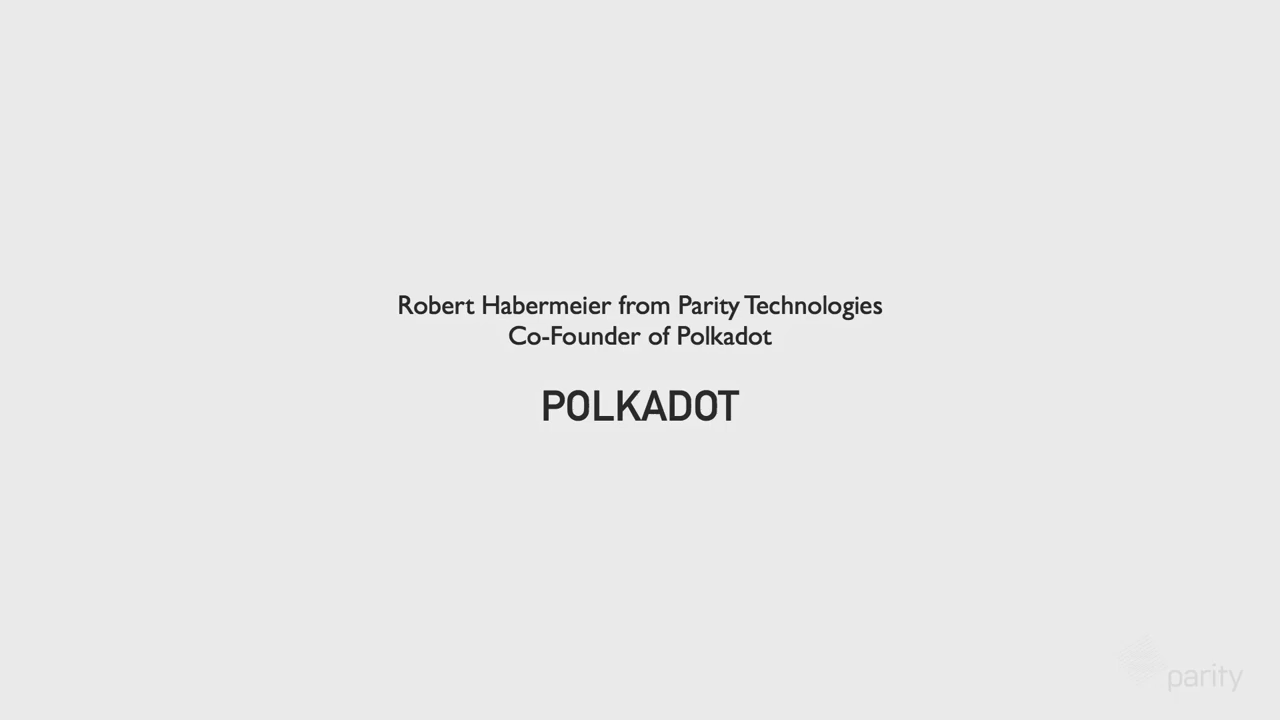 Robert Habermeier from Parity Technologies
Co-Founder of Polkadot
POLKADOT
parity